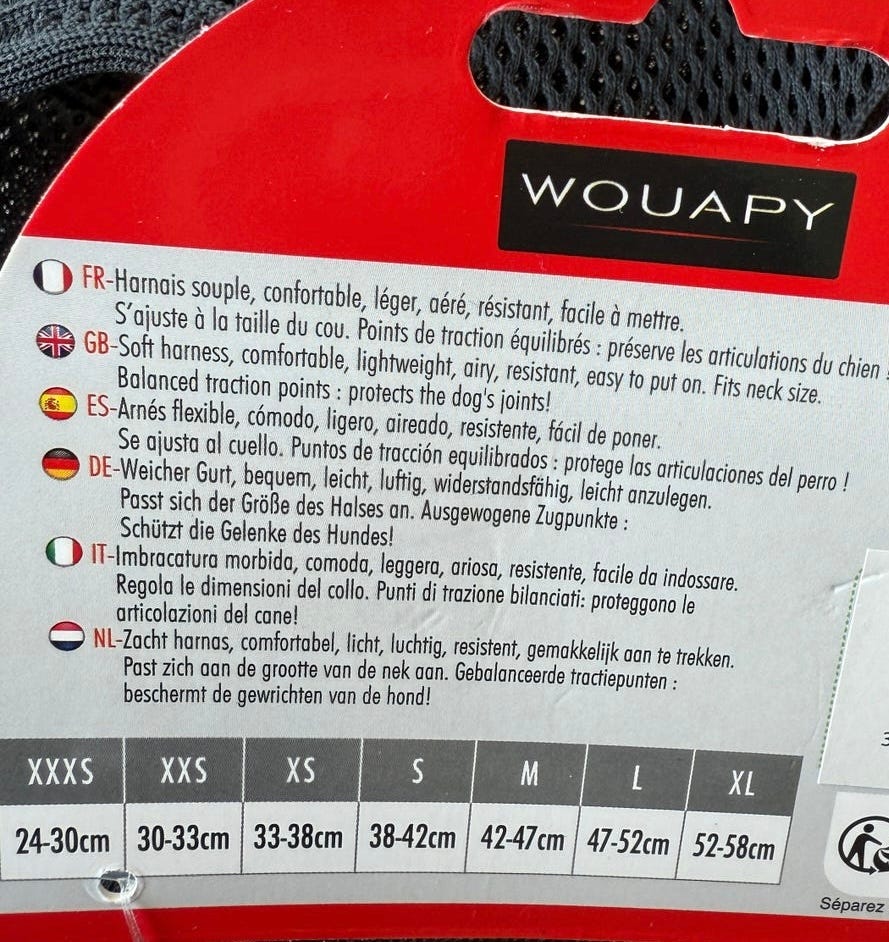 WOUAPY
FR-Harnais souple, confortable, léger, aéré, résistant, facile à mettre.
S'ajuste à la taille du cou. Points de traction équilibrés : préserve les articulations du chien !
GB-Soft harness, comfortable, lightweight, airy, resistant, easy to put on. Fits neck size.
Balanced traction points : protects the dog's joints!
ES-Arnés flexible, cómodo, ligero, aireado, resistente, fácil de poner.
Se ajusta al cuello. Puntos de tracción equilibrados : protege las articulaciones del perro !
DE-Weicher Gurt, bequem, leicht, luftig, widerstandsfähig, leicht anzulegen.
Passt sich der Größe des Halses an. Ausgewogene Zugpunkte :
Schützt die Gelenke des Hundes!
IT-Imbracatura morbida, comoda, leggera, ariosa, resistente, facile da indossare.
Regola le dimensioni del collo. Punti di trazione bilanciati: proteggono le
articolazioni del cane!
NL-Zacht harnas, comfortabel, licht, luchtig, resistent, gemakkelijk aan te trekken.
Past zich aan de grootte van de nek aan. Gebalanceerde tractiepunten :
beschermt de gewrichten van de hond!
XXXS XXS XS S M L XL
24-30cm 30-33cm 33-38cm 38-42cm 42-47cm 47-52cm 52-58cm
3
Séparez